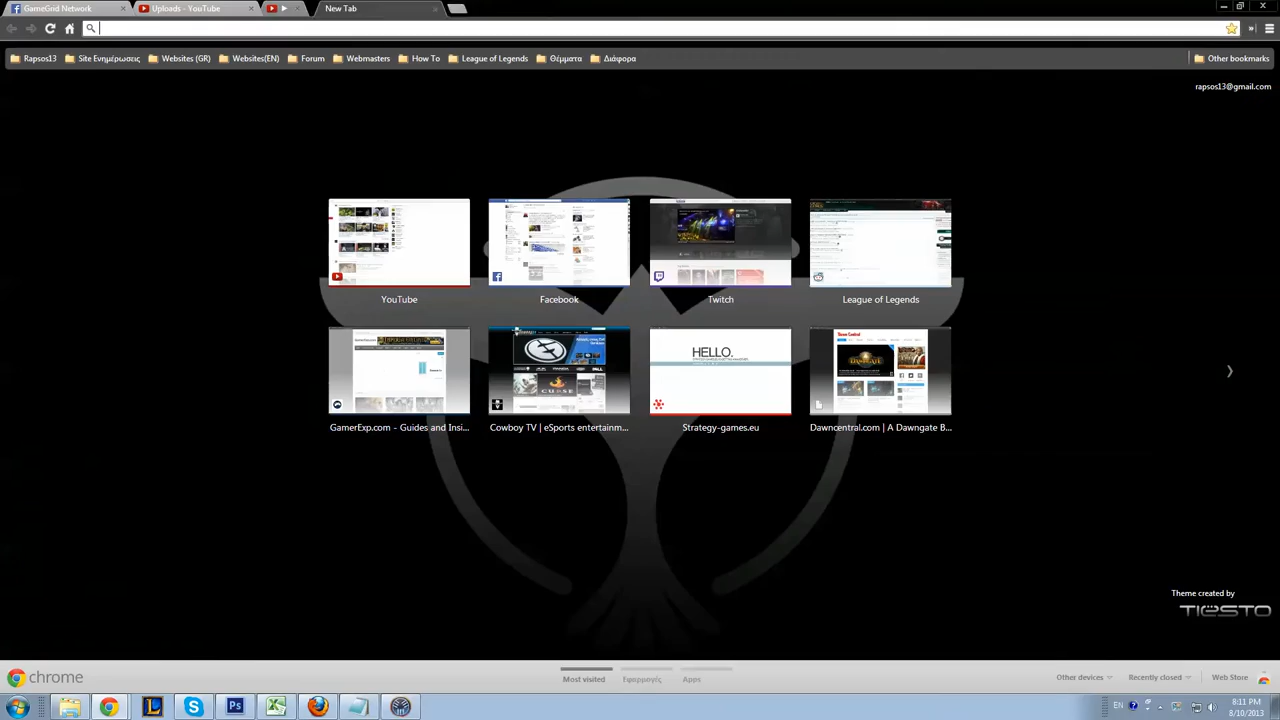 GameGrid Network
Uploads - YouTube
New Tab
Rapsos13
Site Ενημέρωσεις
Websites (GR)
Websites(EN)
Forum
Webmasters
How To
League of Legends
Θέμματα
Διάφορα
Other bookmarks
rapsos13@gmail.com
YouTube
Facebook
Twitch
League of Legends
HELLO.
GamerExp.com - Guides and Insi...
Cowboy TV | eSports entertainm...
Strategy-games.eu
Dawncentral.com | A Dawngate B...
Theme created by
TIËSTO
chrome
Most visited
Εφαρμογές
Apps
Other devices
Recently closed
Web Store
EN
8:11 PM
8/10/2013